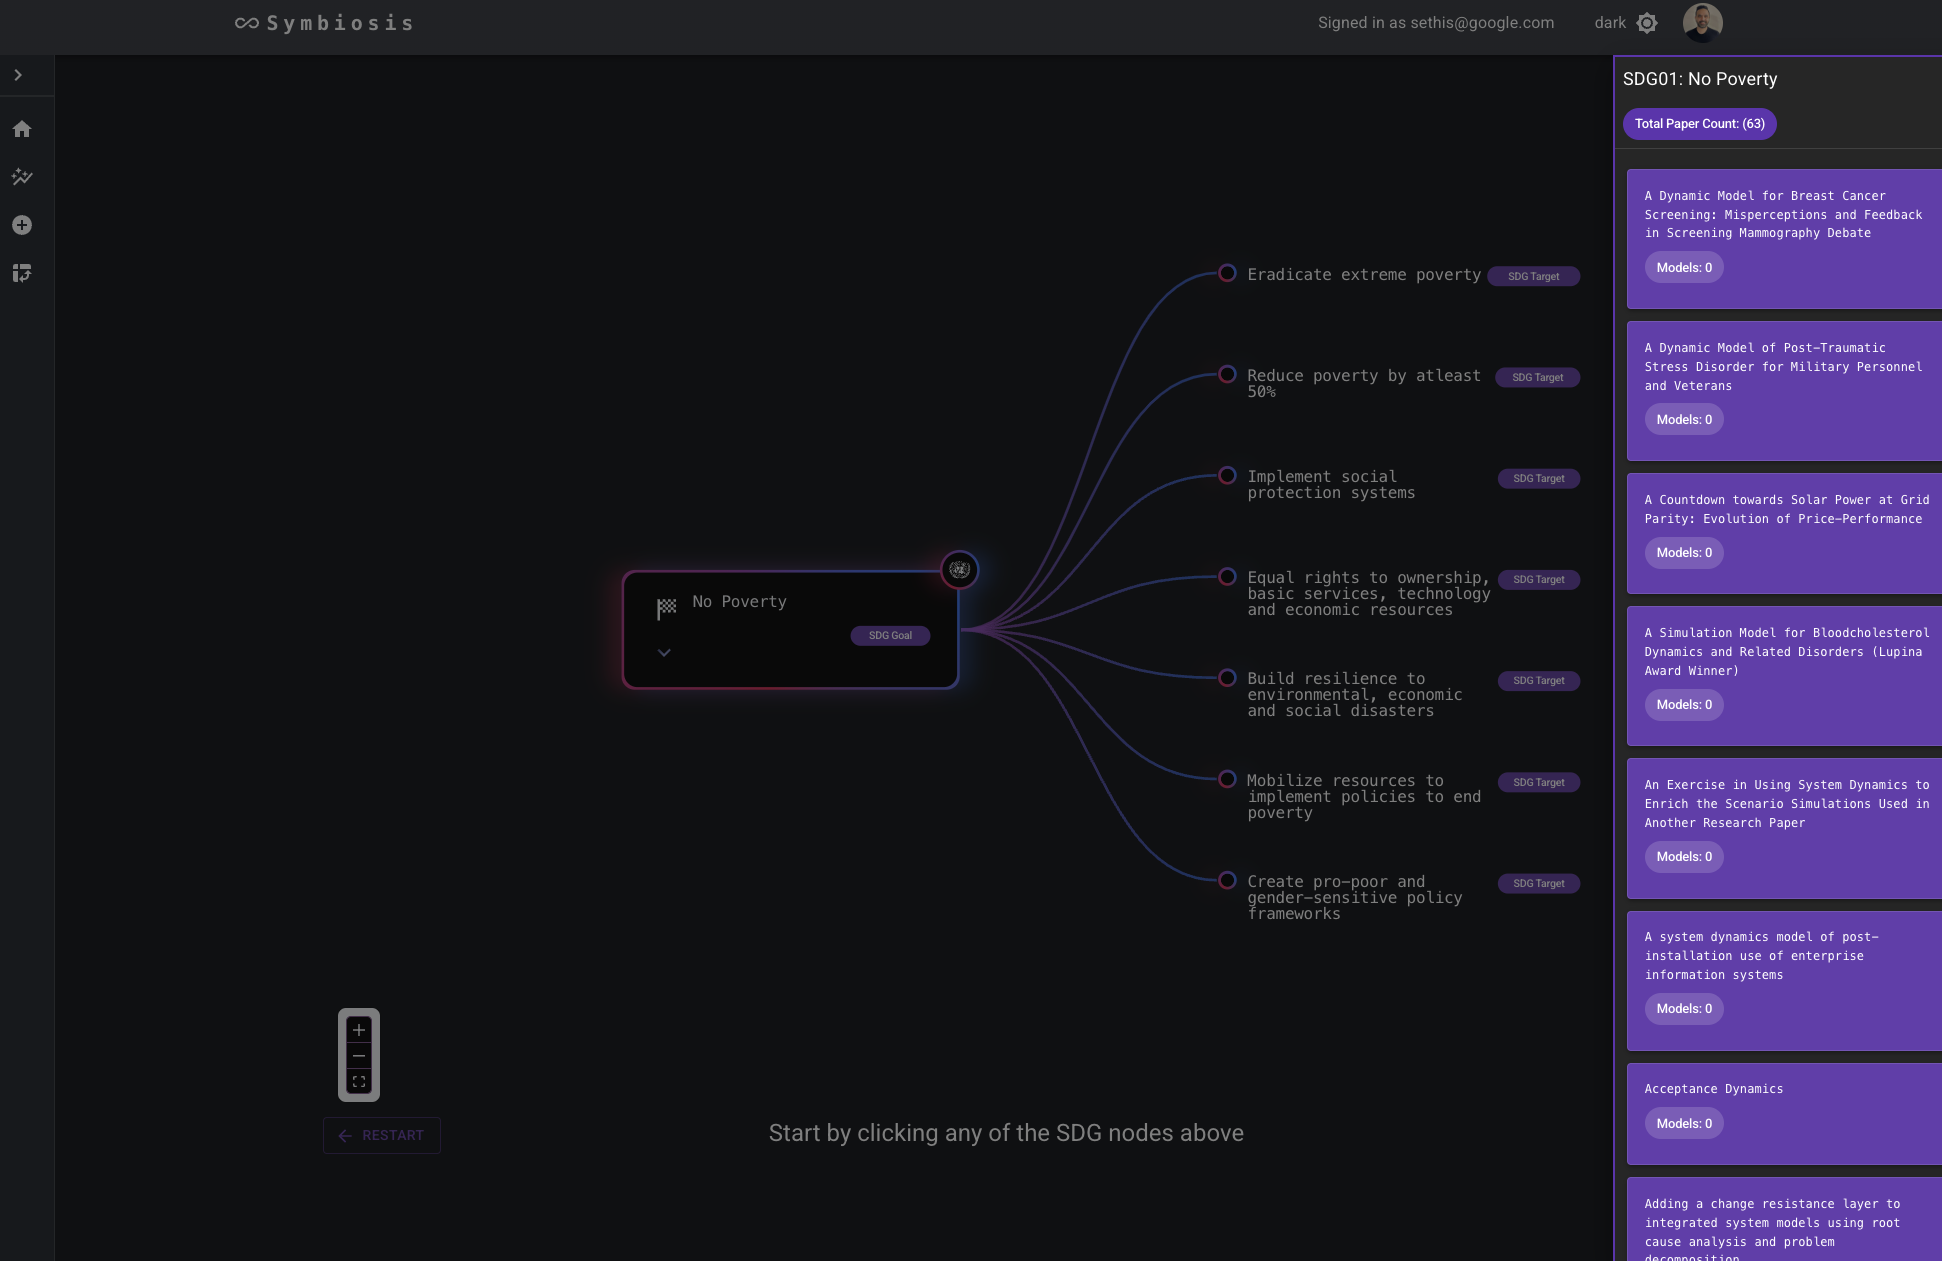 Symbiosis
Signed in as sethis@google.com
dark
SDG01: No Poverty
Total Paper Count: (63)
A Dynamic Model for Breast Cancer
Screening: Misperceptions and Feedback
in Screening Mammography Debate
Models: 0
A Dynamic Model of Post-Traumatic
Stress Disorder for Military Personnel
and Veterans
Models: 0
A Countdown towards Solar Power at Grid
Parity: Evolution of Price-Performance
Models: 0
A Simulation Model for Bloodcholesterol
Dynamics and Related Disorders (Lupina
Award Winner)
Models: 0
An Exercise in Using System Dynamics to
Enrich the Scenario Simulations Used in
Another Research Paper
Models: 0
A system dynamics model of post-
installation use of enterprise
information systems
Models: 0
Acceptance Dynamics
Models: 0
Adding a change resistance layer to
integrated system models using root
cause analysis and problem
decomposition
No Poverty
SDG Goal
Eradicate extreme poverty
SDG Target
Reduce poverty by atleast
50%
SDG Target
Implement social
protection systems
SDG Target
Equal rights to ownership,
basic services, technology
and economic resources
SDG Target
Build resilience to
environmental, economic
and social disasters
SDG Target
Mobilize resources to
implement policies to end
poverty
SDG Target
Create pro-poor and
gender-sensitive policy
frameworks
SDG Target
RESTART
Start by clicking any of the SDG nodes above